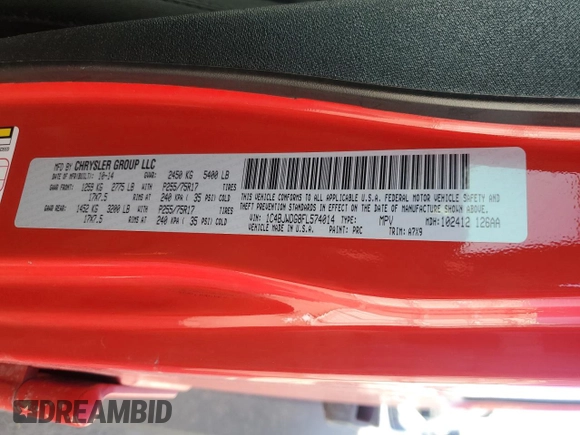 MFD BY CHRYSLER GROUP LLC
DATE OF MFR/BUILT: 10-14 GVWR: 2450 KG 5400 LB
GAWR FRONT: 1259 KG 2775 LB WITH P255/75R17 TIRES
17X7.5 RIMS AT 240 KPA ( 35 PSI) COLD
GAWR REAR: 1452 KG 3200 LB WITH P255/75R17 TIRES
17X7.5 RIMS AT 240 KPA ( 35 PSI) COLD
THIS VEHICLE CONFORMS TO ALL APPLICABLE U.S.A. FEDERAL MOTOR VEHICLE SAFETY AND
THEFT PREVENTION STANDARDS IN EFFECT ON THE DATE OF MANUFACTURE SHOWN ABOVE.
VIN: 1C4BJWDG8FL574014 TYPE: MPV MDH: 102412 126AA
VEHICLE MADE IN U.S.A. PAINT: PRC TRIM: A7X9
DREAMBID